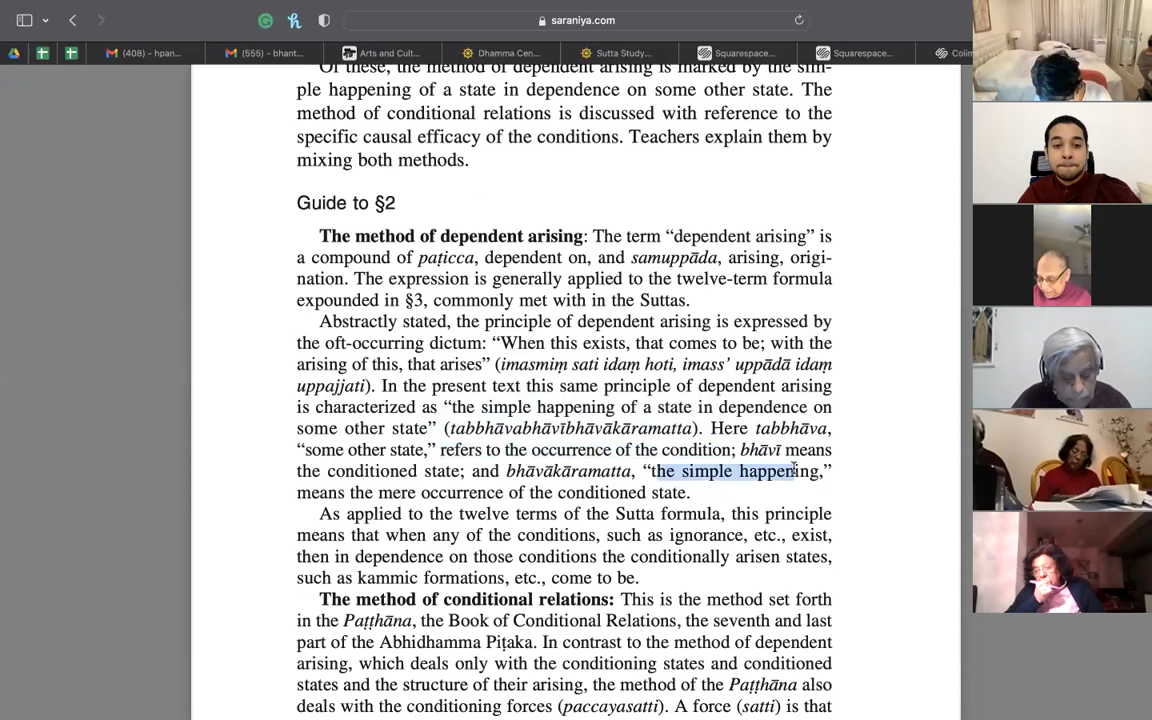 saraniya.com
(408) - hpan...
(555) - bhant...
Arts and Cult...
Dhamma Cen...
Sutta Study...
Squarespace...
Squarespace...
Colin
Of these, the method of dependent arising is marked by the sim-
ple happening of a state in dependence on some other state. The
method of conditional relations is discussed with reference to the
specific causal efficacy of the conditions. Teachers explain them by
mixing both methods.
Guide to §2
The method of dependent arising: The term “dependent arising” is
a compound of paṭicca, dependent on, and samuppāda, arising, origi-
nation. The expression is generally applied to the twelve-term formula
expounded in §3, commonly met with in the Suttas.
Abstractly stated, the principle of dependent arising is expressed by
the oft-occurring dictum: “When this exists, that comes to be; with the
arising of this, that arises” (imasmiṃ sati idaṃ hoti, imass’ uppādā idaṃ
uppajjati). In the present text this same principle of dependent arising
is characterized as “the simple happening of a state in dependence on
some other state” (tabbhāvabhāvībhāvākāramatta). Here tabbhāva,
“some other state,” refers to the occurrence of the condition; bhāvī means
the conditioned state; and bhāvākāramatta, “the simple happening,”
means the mere occurrence of the conditioned state.
As applied to the twelve terms of the Sutta formula, this principle
means that when any of the conditions, such as ignorance, etc., exist,
then in dependence on those conditions the conditionally arisen states,
such as kammic formations, etc., come to be.
The method of conditional relations: This is the method set forth
in the Paṭṭhāna, the Book of Conditional Relations, the seventh and last
part of the Abhidhamma Piṭaka. In contrast to the method of dependent
arising, which deals only with the conditioning states and conditioned
states and the structure of their arising, the method of the Paṭṭhāna also
deals with the conditioning forces (paccayasatti). A force (satti) is that